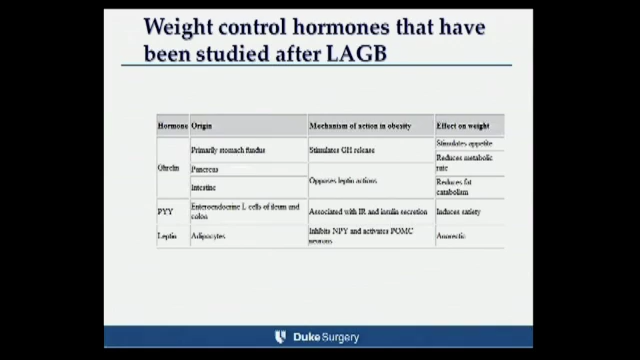 Weight control hormones that have
been studied after LAGB
Hormone Origin Mechanism of action in obesity Effect on weight
Ghrelin Primarily stomach fundus Stimulates GH release Stimulates appetite
Reduces metabolic
rate
Pancreas Opposes leptin actions
Intestine Reduces fat
catabolism
PYY Enteroendocrine L cells of ileum and
colon Associated with IR and insulin secretion Induces satiety
Leptin Adipocytes Inhibits NPY and activates POMC
neurons Anorectic
DukeSurgery